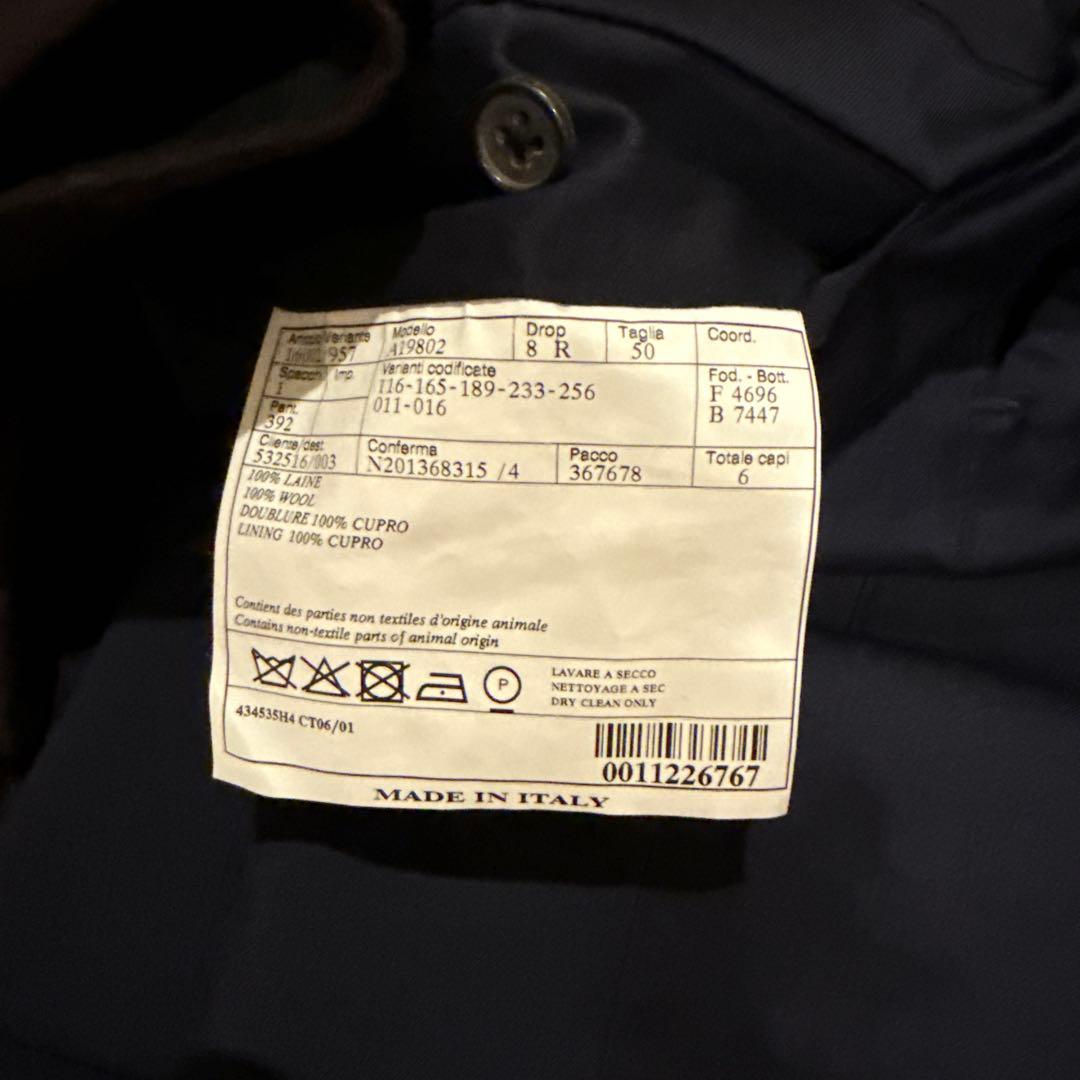 Modello
Drop
Taglia
Coord.
957
A19802
8 R
50
Imp.
Varianti codificate
Fod. - Bott.
1
116-165-189-233-256
F 4696
011-016
B 7447
Pant.
392
Cliente/dest.
Conferma
Pacco
Totale capi
532516/003
N201368315 /4
367678
6
100% LAINE
100% WOOL
DOUBLURE 100% CUPRO
LINING 100% CUPRO
Contient des parties non textiles d'origine animale
Contains non-textile parts of animal origin
P
LAVARE A SECCO
NETTOYAGE A SEC
DRY CLEAN ONLY
434535H4 CT06/01
0011226767
MADE IN ITALY